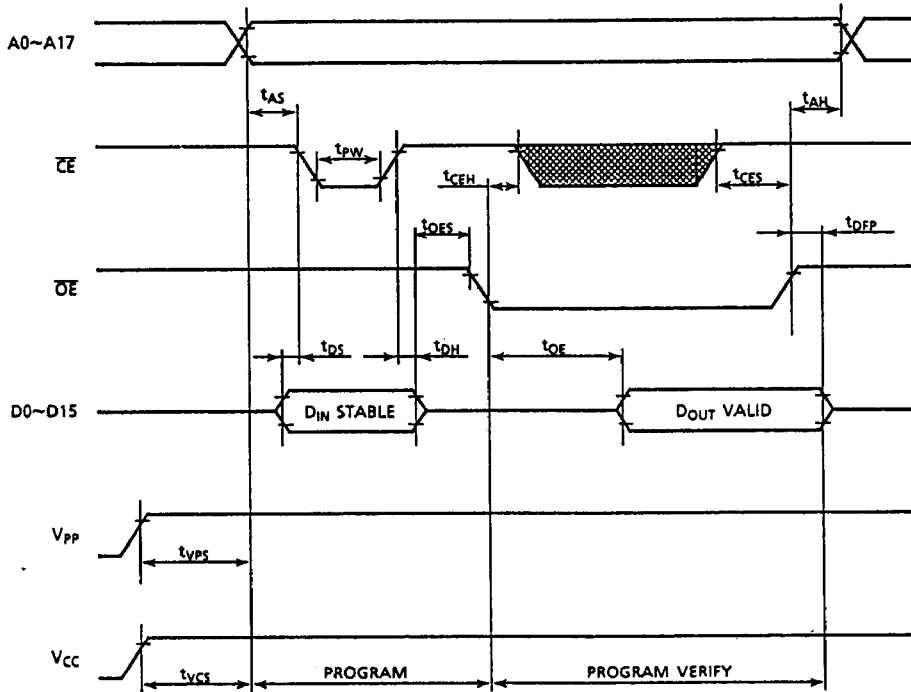 A0~A17
tAS
tAH
CE
tPW
tCEH
tCES
tOES
tDFP
OE
tDS
tDH
tOE
D0~D15
DIN STABLE
DOUT VALID
VPP
tVPS
VCC
tVCS
PROGRAM
PROGRAM VERIFY